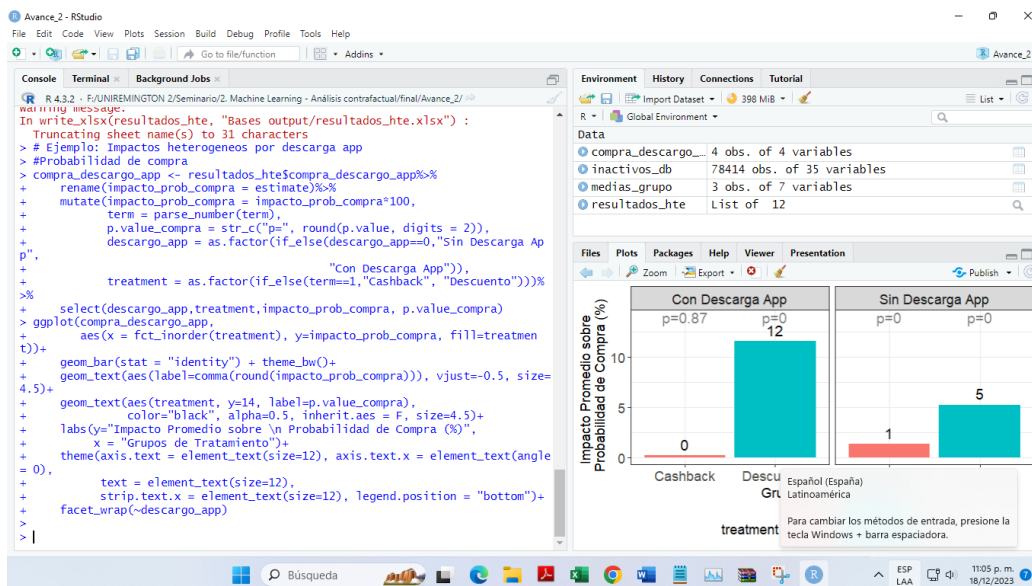 Avance_2 - RStudio
File Edit Code View Plots Session Build Debug Profile Tools Help
Go to file/function
Addins
Avance_2
Console Terminal Background Jobs
R 4.3.2 · F:/UNIREMINGTON 2/Seminario/2. Machine Learning - Análisis contrafactual/final/Avance_2/
Warning message:
In write_xlsx(resultados_hte, "Bases output/resultados_hte.xlsx") :
  Truncating sheet name(s) to 31 characters
> # Ejemplo: Impactos heterogeneos por descarga app
> #Probabilidad de compra
> compra_descargo_app <- resultados_hte$compra_descargo_app%>%
+     rename(impacto_prob_compra = estimate)%>%
+     mutate(impacto_prob_compra = impacto_prob_compra*100,
+            term = parse_number(term),
+            p.value_compra = str_c("p=", round(p.value, digits = 2)),
+            descargo_app = as.factor(if_else(descargo_app==0,"Sin Descarga Ap
p",
+                                             "Con Descarga App")),
+            treatment = as.factor(if_else(term==1,"Cashback", "Descuento")))%
>%
+     select(descargo_app,treatment,impacto_prob_compra, p.value_compra)
> ggplot(compra_descargo_app,
+        aes(x = fct_inorder(treatment), y=impacto_prob_compra, fill=treatmen
t))+
+     geom_bar(stat = "identity") + theme_bw()+
+     geom_text(aes(label=comma(round(impacto_prob_compra))), vjust=-0.5, size=
4.5)+
+     geom_text(aes(treatment, y=14, label=p.value_compra),
+               color="black", alpha=0.5, inherit.aes = F, size=4.5)+
+     labs(y="Impacto Promedio sobre \n Probabilidad de Compra (%)",
+          x = "Grupos de Tratamiento")+
+     theme(axis.text = element_text(size=12), axis.text.x = element_text(angle
= 0),
+           text = element_text(size=12),
+           strip.text.x = element_text(size=12), legend.position = "bottom")+
+     facet_wrap(~descargo_app)
>
>
Environment History Connections Tutorial
Import Dataset 398 MiB List
R Global Environment
Data
compra_descargo_… 4 obs. of 4 variables
inactivos_db 78414 obs. of 35 variables
medias_grupo 3 obs. of 7 variables
resultados_hte List of 12
Files Plots Packages Help Viewer Presentation
Zoom Export Publish
Con Descarga App Sin Descarga App
p=0.87 p=0 p=0 p=0
12
5
1
0
10
5
0
Impacto Promedio sobre
Probabilidad de Compra (%)
Cashback Descu
Gru
treatment
Español (España)
Latinoamérica
Para cambiar los métodos de entrada, presione la
tecla Windows + barra espaciadora.
Búsqueda
ESP
LAA
11:05 p. m.
18/12/2023